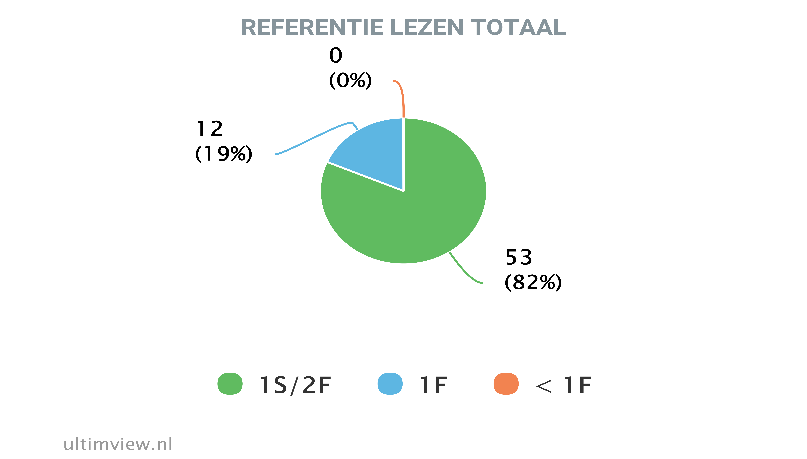 REFERENTIE LEZEN TOTAAL
0
(0%)
12
(19%)
53
(82%)
1S/2F
1F
< 1F
ultimview.nl